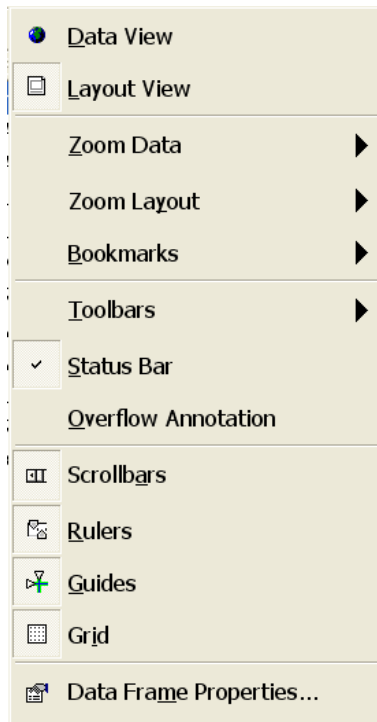 Data View
Layout View
Zoom Data
Zoom Layout
Bookmarks
Toolbars
Status Bar
Overflow Annotation
Scrollbars
Rulers
Guides
Grid
Data Frame Properties...